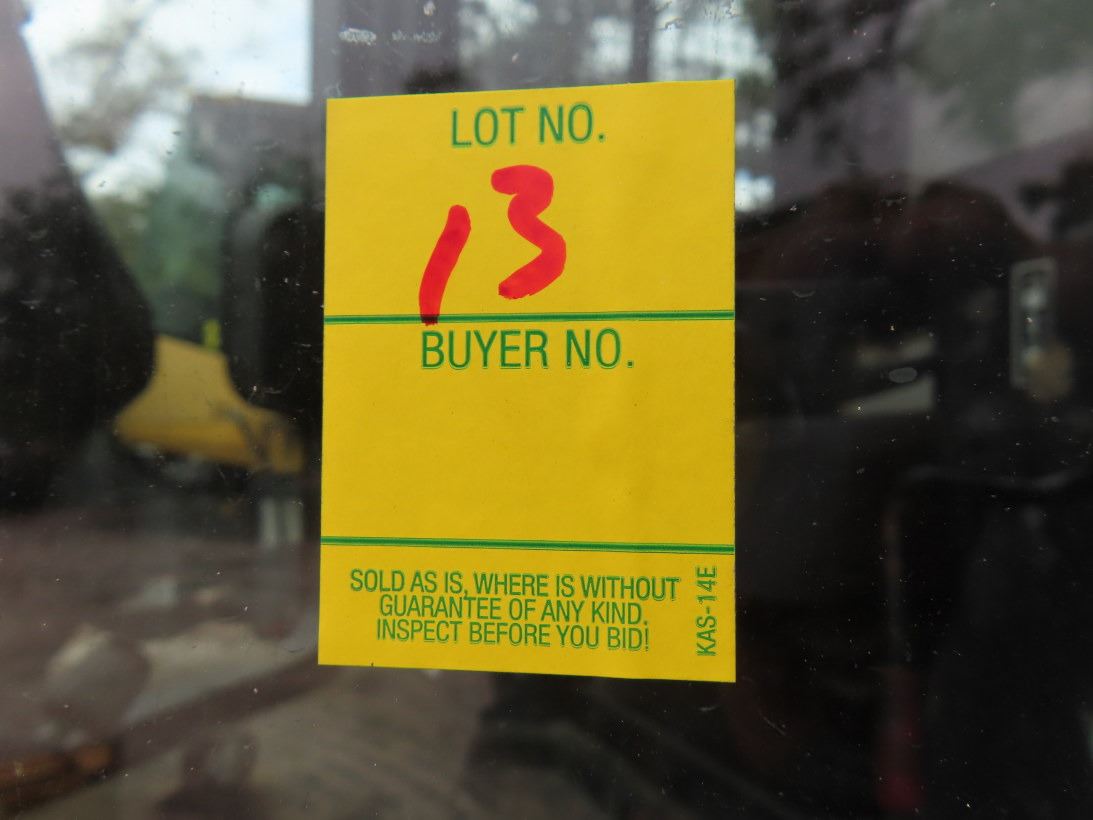 LOT NO.
13
BUYER NO.
SOLD AS IS, WHERE IS WITHOUT
GUARANTEE OF ANY KIND.
INSPECT BEFORE YOU BID!
KAS-14E